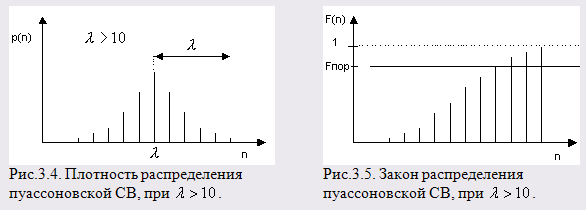 p(n)
λ > 10
λ
λ
n
Рис.3.4. Плотность распределения
пуассоновской СВ, при λ > 10.
F(n)
1
Fпор
n
Рис.3.5. Закон распределения
пуассоновской СВ, при λ > 10.